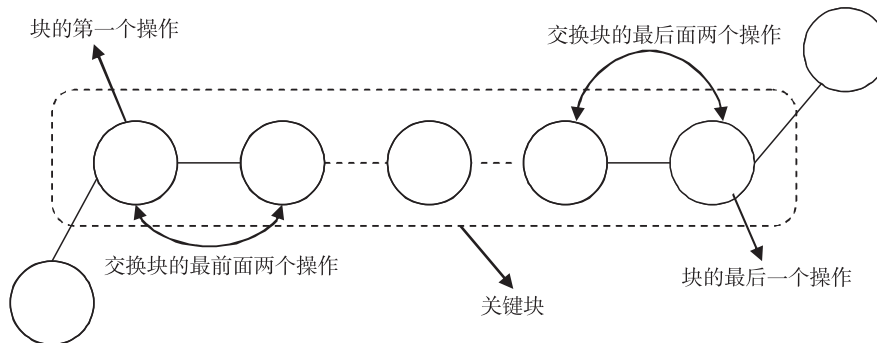 块的第一个操作
交换块的最后面两个操作
交换块的最前面两个操作
块的最后一个操作
关键块